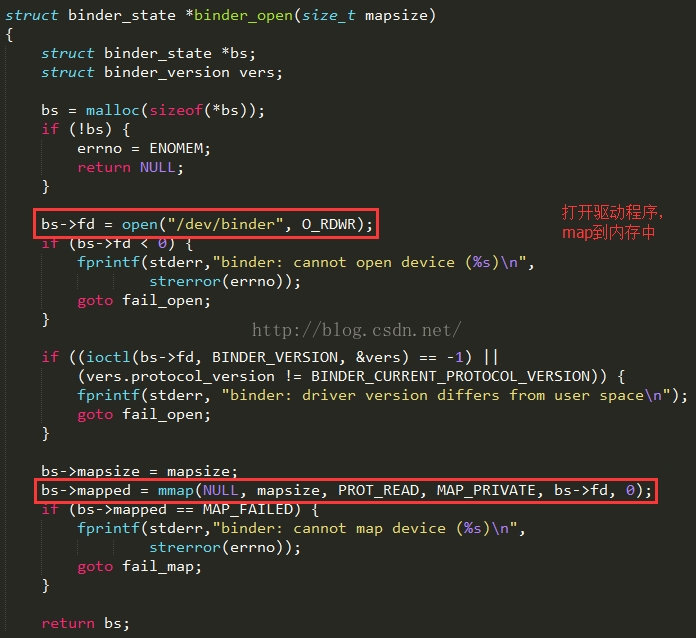 struct binder_state *binder_open(size_t mapsize)
{
    struct binder_state *bs;
    struct binder_version vers;

    bs = malloc(sizeof(*bs));
    if (!bs) {
        errno = ENOMEM;
        return NULL;
    }

    bs->fd = open("/dev/binder", O_RDWR);
    if (bs->fd < 0) {
        fprintf(stderr,"binder: cannot open device (%s)\n",
                strerror(errno));
        goto fail_open;
    }
打开驱动程序，
map到内存中
http://blog.csdn.net/

    if ((ioctl(bs->fd, BINDER_VERSION, &vers) == -1) ||
        (vers.protocol_version != BINDER_CURRENT_PROTOCOL_VERSION)) {
        fprintf(stderr, "binder: driver version differs from user space\n");
        goto fail_open;
    }

    bs->mapsize = mapsize;
    bs->mapped = mmap(NULL, mapsize, PROT_READ, MAP_PRIVATE, bs->fd, 0);
    if (bs->mapped == MAP_FAILED) {
        fprintf(stderr,"binder: cannot map device (%s)\n",
                strerror(errno));
        goto fail_map;
    }

    return bs;